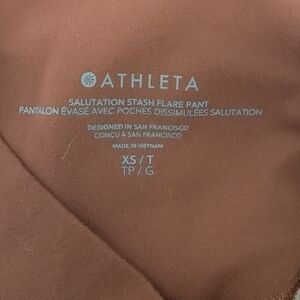 ATHLETA
SALUTATION STASH FLARE PANT
PANTALON ÉVASÉ AVEC POCHES DISSIMULÉES SALUTATION
DESIGNED IN SAN FRANCISCO
CONÇU À SAN FRANCISCO
MADE IN VIETNAM
XS / T
TP / G